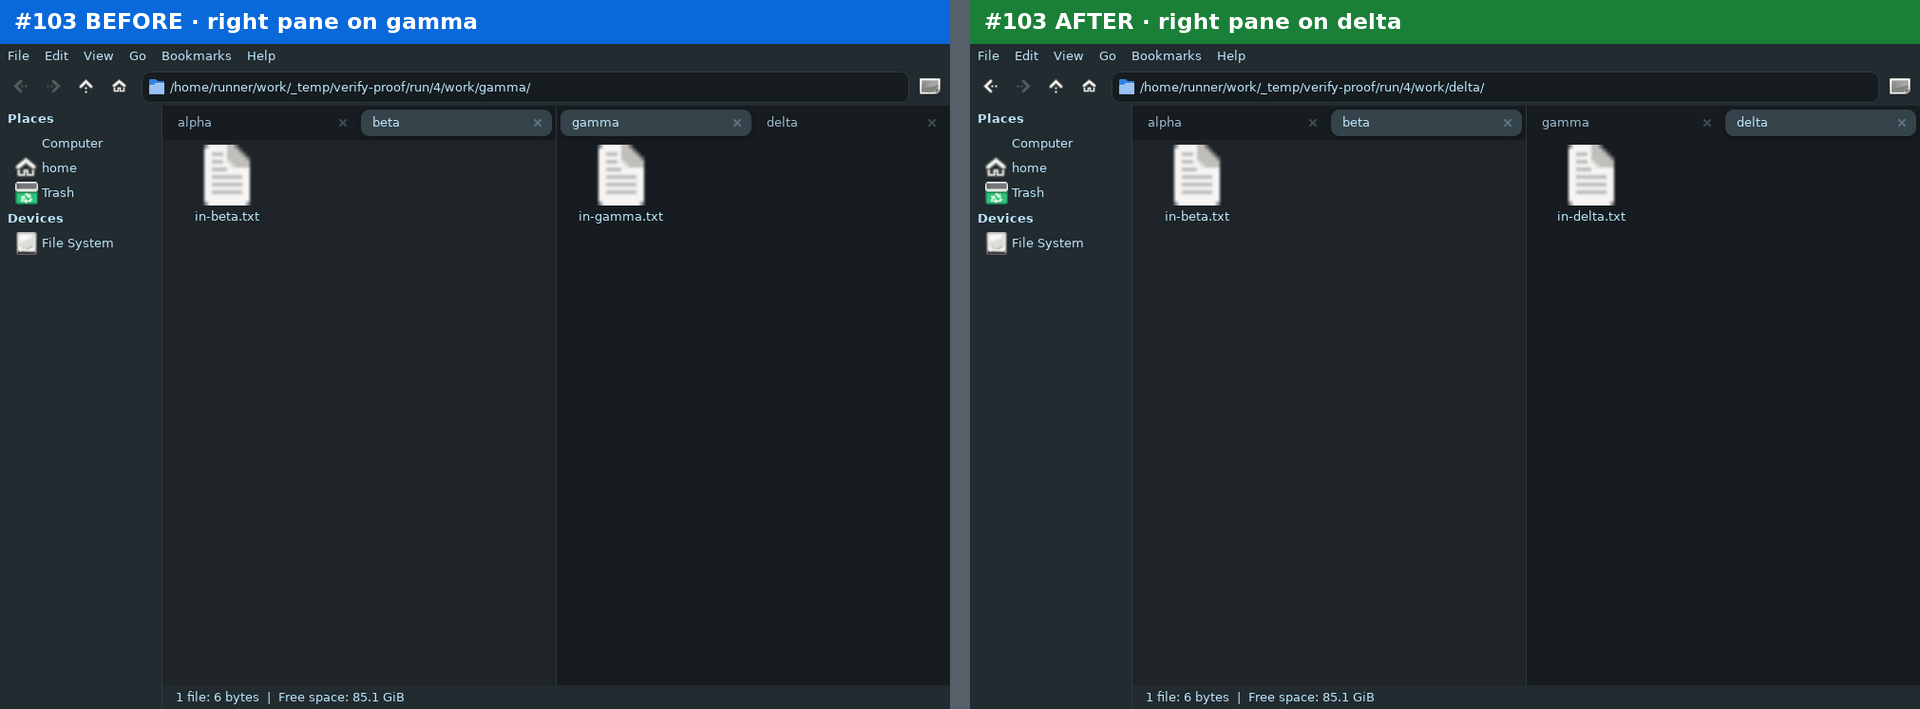 #103 BEFORE · right pane on gamma
File Edit View Go Bookmarks Help
/home/runner/work/_temp/verify-proof/run/4/work/gamma/
Places
Computer
home
Trash
Devices
File System
alpha beta gamma delta
in-beta.txt in-gamma.txt
1 file: 6 bytes | Free space: 85.1 GiB
#103 AFTER · right pane on delta
File Edit View Go Bookmarks Help
/home/runner/work/_temp/verify-proof/run/4/work/delta/
Places
Computer
home
Trash
Devices
File System
alpha beta gamma delta
in-beta.txt in-delta.txt
1 file: 6 bytes | Free space: 85.1 GiB